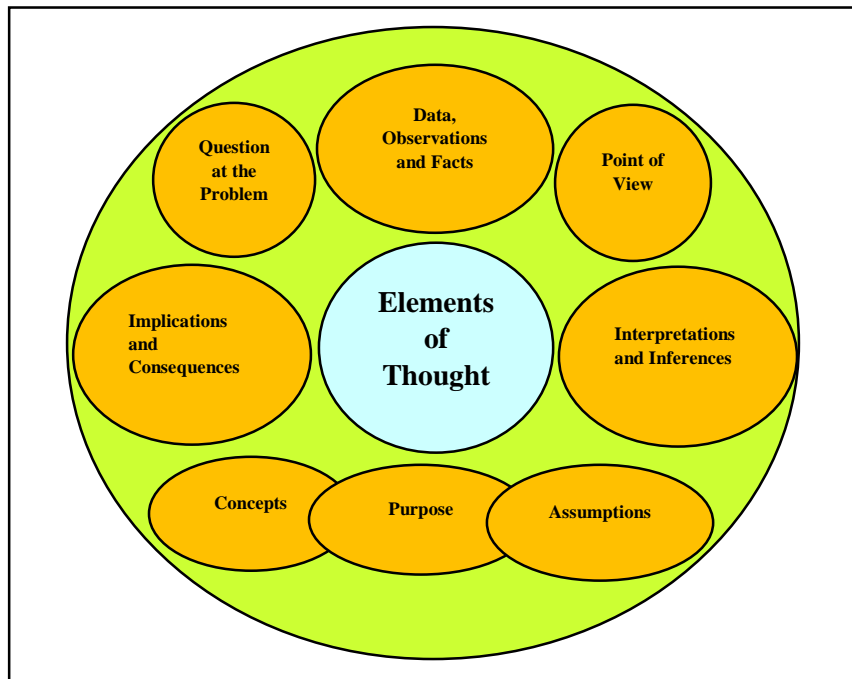 Data,
Observations
and Facts
Question
at the
Problem
Point of
View
Elements
of
Thought
Implications
and
Consequences
Interpretations
and Inferences
Concepts
Purpose
Assumptions